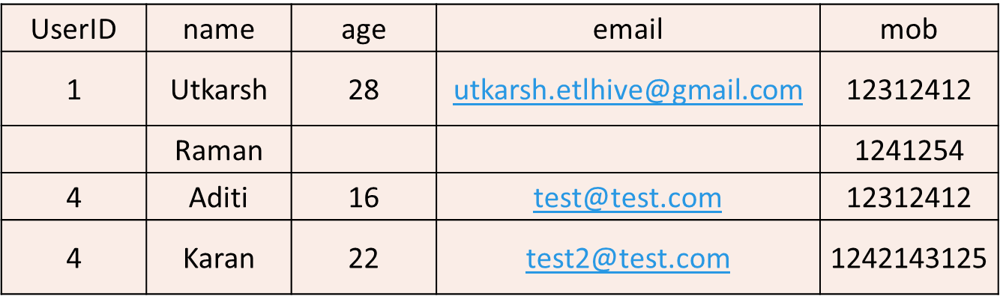 UserID name age email mob
1 Utkarsh 28 utkarsh.etlhive@gmail.com 12312412
Raman 1241254
4 Aditi 16 test@test.com 12312412
4 Karan 22 test2@test.com 1242143125